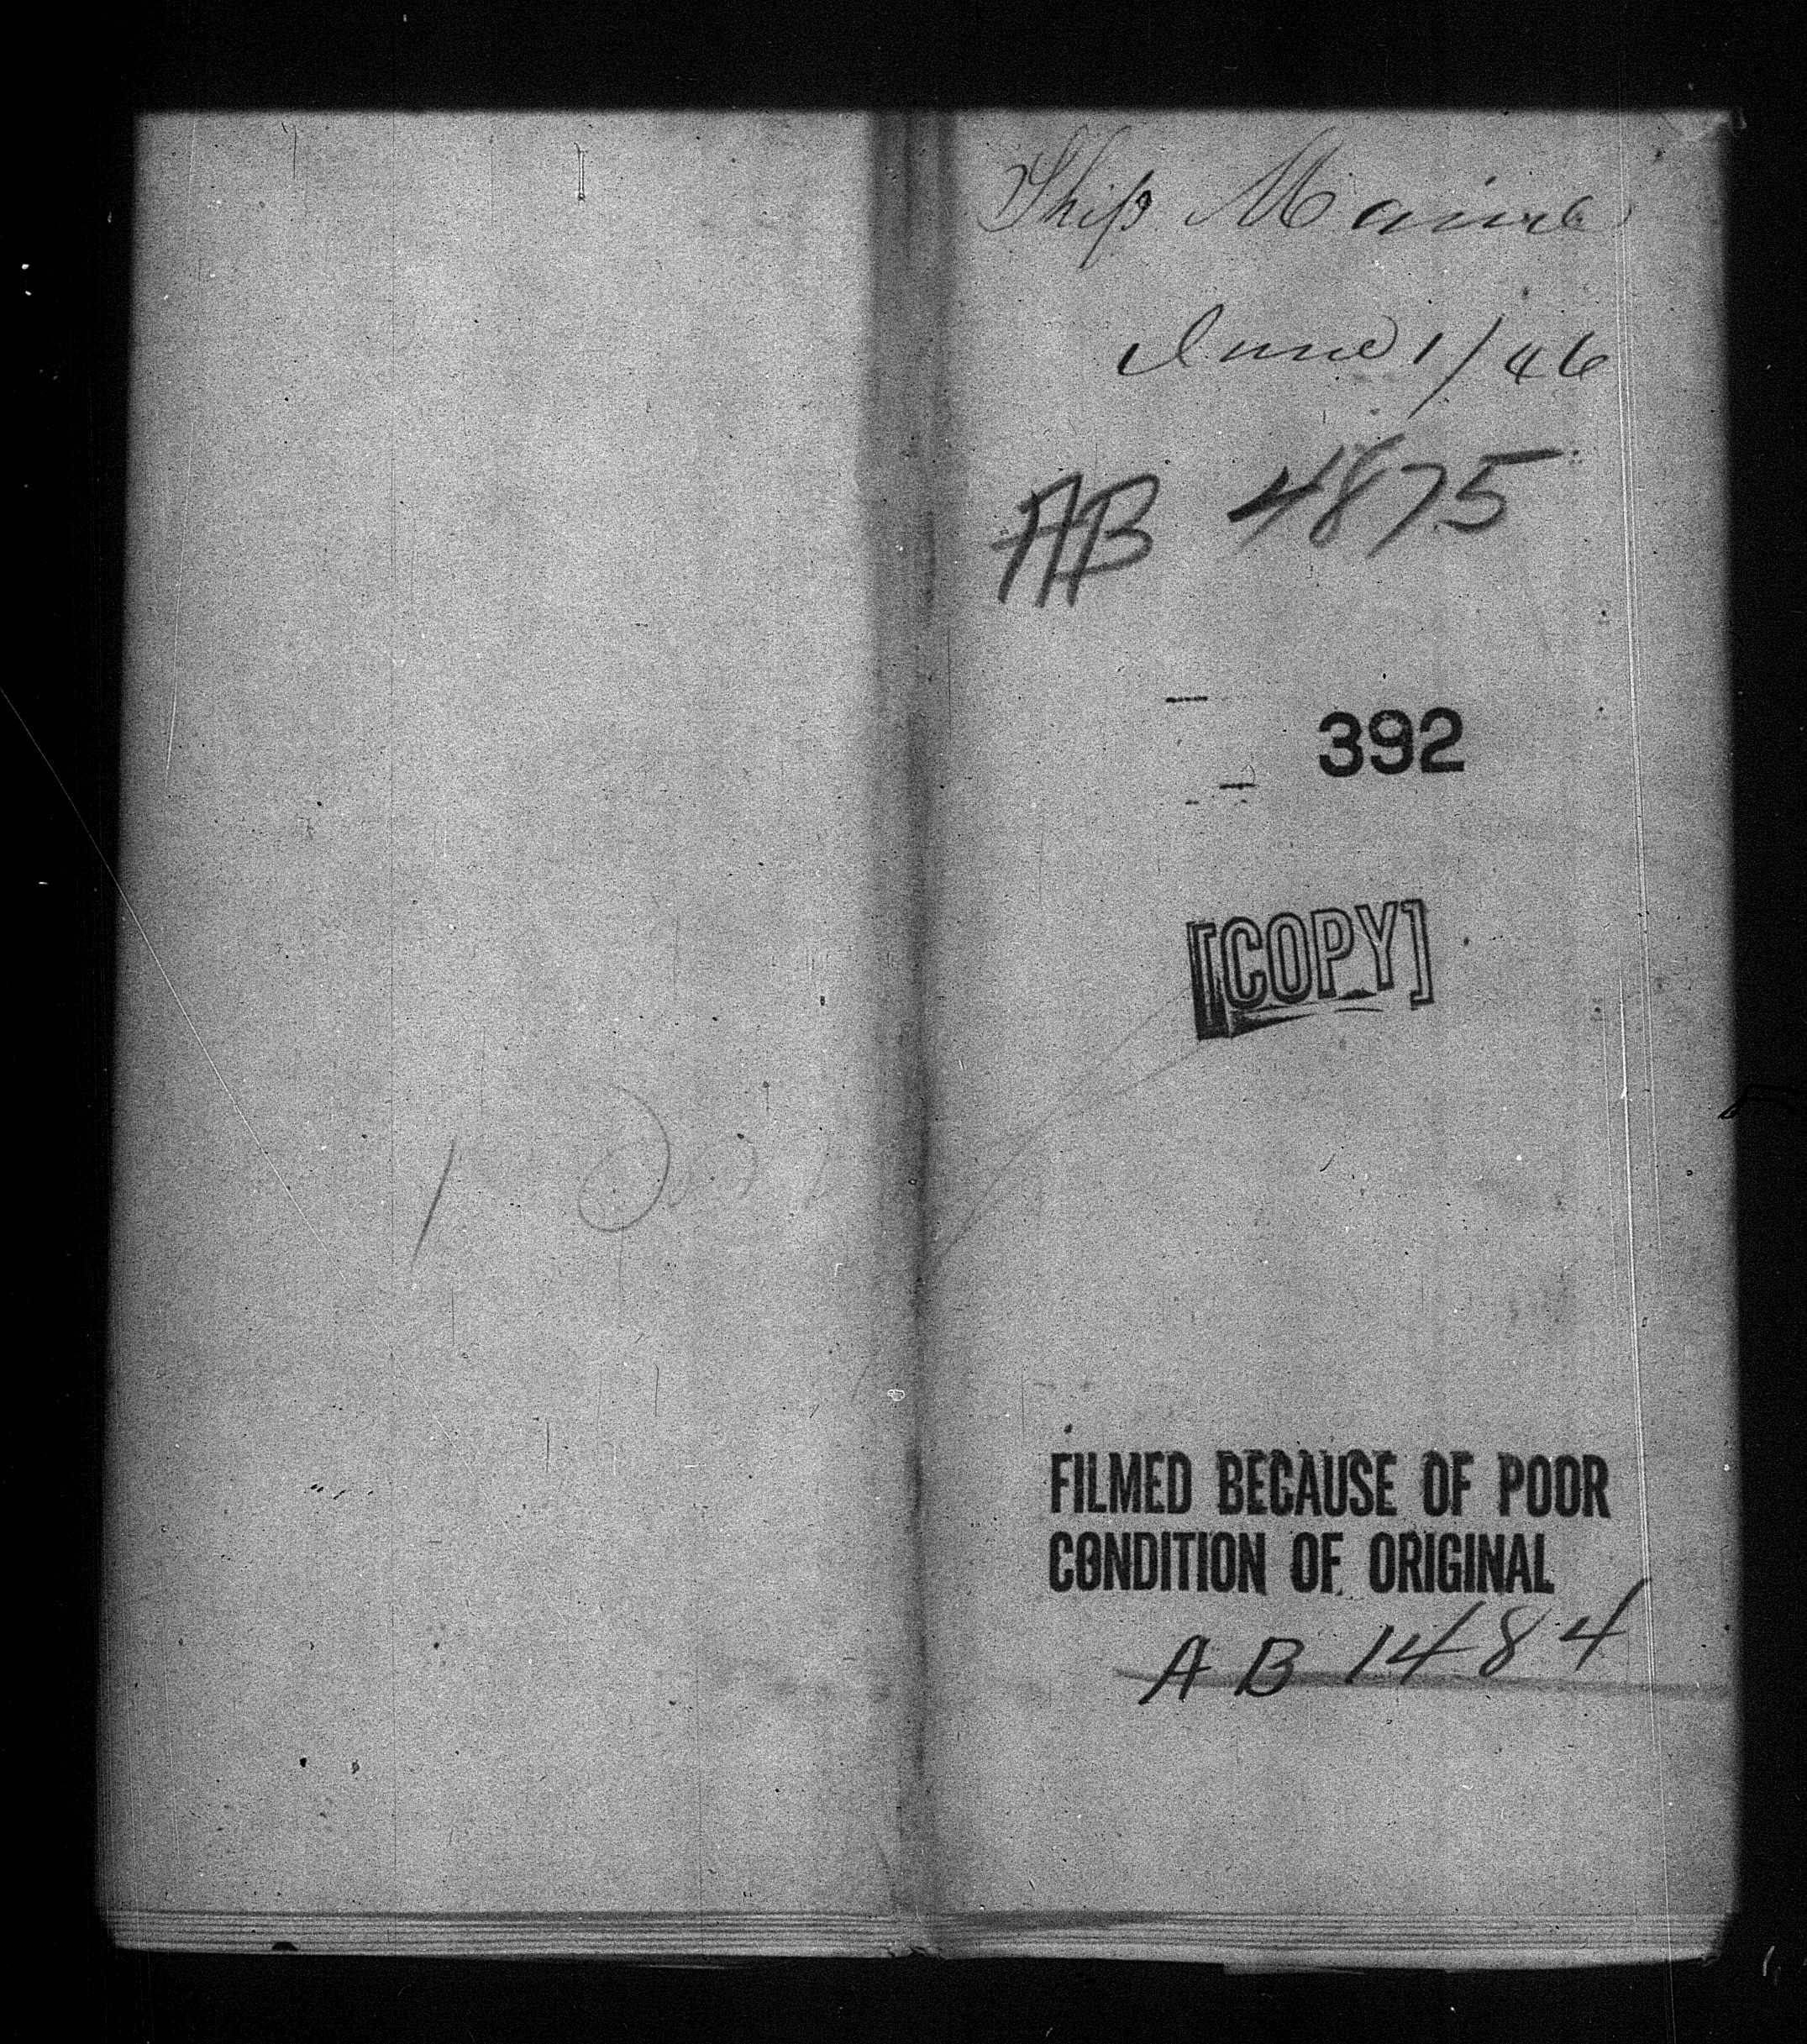 Ship Maine
June 1/46
AB 4875
392
[COPY]
FILMED BECAUSE OF POOR
CONDITION OF ORIGINAL
AB 1484